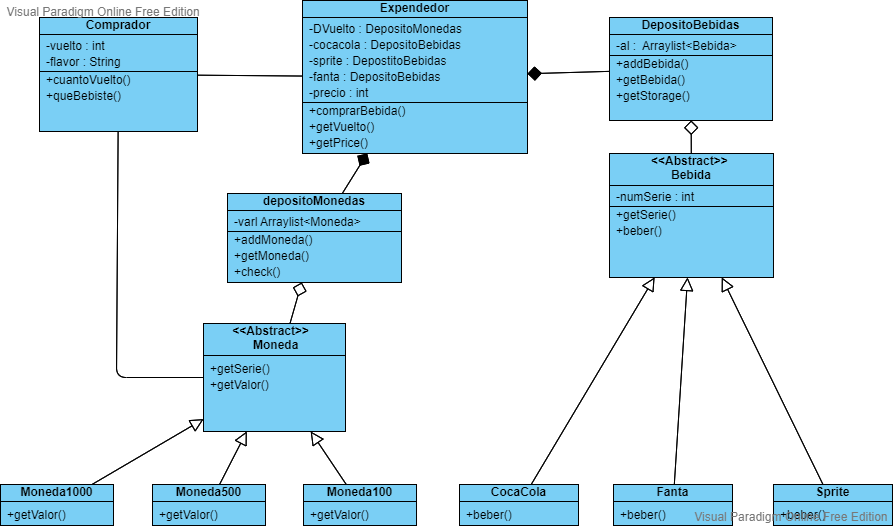 Visual Paradigm Online Free Edition
Comprador
-vuelto : int
-flavor : String
+cuantoVuelto()
+queBebiste()
Expendedor
-DVuelto : DepositoMonedas
-cocacola : DepositoBebidas
-sprite : DepostitoBebidas
-fanta : DepositoBebidas
-precio : int
+comprarBebida()
+getVuelto()
+getPrice()
DepositoBebidas
-al : Arraylist<Bebida>
+addBebida()
+getBebida()
+getStorage()
depositoMonedas
-varl Arraylist<Moneda>
+addMoneda()
+getMoneda()
+check()
<<Abstract>>
Bebida
-numSerie : int
+getSerie()
+beber()
<<Abstract>>
Moneda
+getSerie()
+getValor()
Moneda1000
+getValor()
Moneda500
+getValor()
Moneda100
+getValor()
CocaCola
+beber()
Fanta
+beber()
Sprite
+beber()
Visual Paradigm Online Free Edition